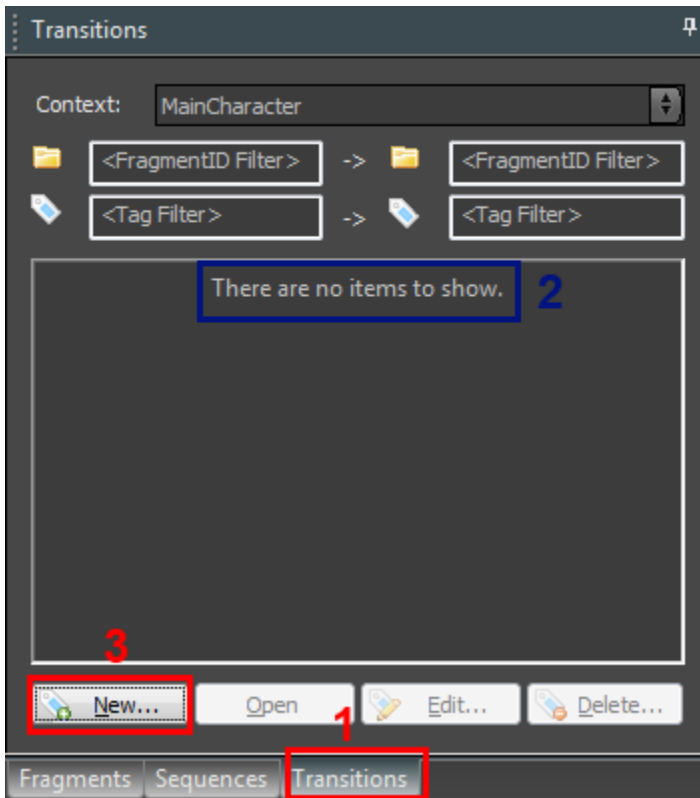 Transitions
Context: MainCharacter
<FragmentID Filter> -> <FragmentID Filter>
<Tag Filter> -> <Tag Filter>
There are no items to show. 2
3
New... Open 1 Edit... Delete...
Fragments Sequences Transitions